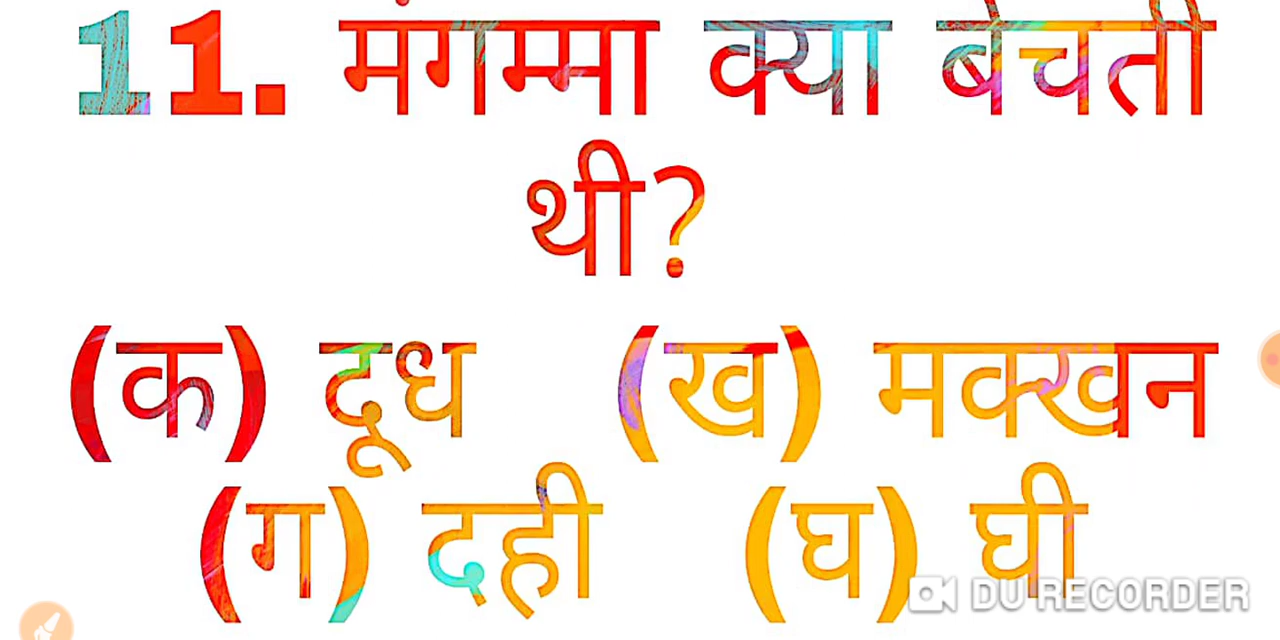 11. मंगम्मा क्या बेचती
थी?
(क) दूध (ख) मक्खन
(ग) दही (घ) घी
DU RECORDER